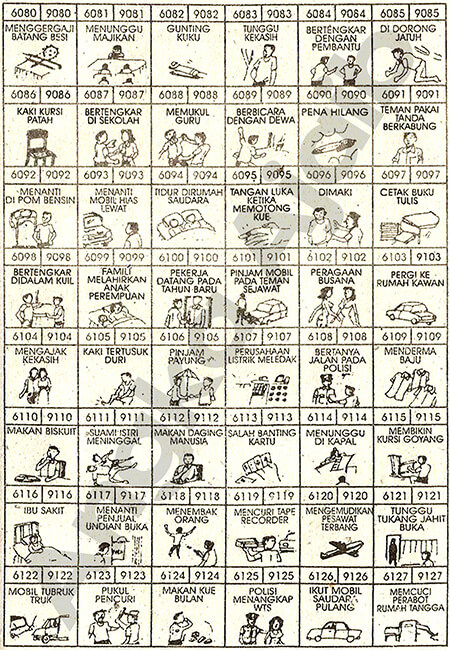 6080 9080 6081 9081 6082 9082 6083 9083 6084 9084 6085 9085
MENGGERGAJI
BATANG BESI
MENUNGGU
MAJIKAN
GUNTING
KUKU
TUNGGU
KEKASIH
BERTENGKAR
DENGAN
PEMBANTU
DI DORONG
JATUH
6086 9086 6087 9087 6088 9088 6089 9089 6090 9090 6091 9091
KAKI KURSI
PATAH
BERTENGKAR
DI SEKOLAH
MEMUKUL
GURU
BERBICARA
DENGAN DEWA
PENA HILANG
TEMAN PAKAI
TANDA
BERKABUNG
6092 9092 6093 9093 6094 9094 6095 9095 6096 9096 6097 9097
MENANTI
DI POM BENSIN
MENANTI
MOBIL HIAS
LEWAT
TIDUR DIRUMAH
SAUDARA
TANGAN LUKA
KETIKA
MEMOTONG
KUE
DIMAKI
CETAK BUKU
TULIS
6098 9098 6099 9099 6100 9100 6101 9101 6102 9102 6103 9103
BERTENGKAR
DIDALAM KUIL
FAMILI
MELAHIRKAN
ANAK
PEREMPUAN
PEKERJA
DATANG PADA
TAHUN BARU
PINJAM MOBIL
PADA TEMAN
SEJAWAT
PERAGAAN
BUSANA
PERGI KE
RUMAH KAWAN
6104 9104 6105 9105 6106 9106 6107 9107 6108 9108 6109 9109
MENGAJAK
KEKASIH
KAKI TERTUSUK
DURI
PINJAM
PAYUNG
PERUSAHAAN
LISTRIK MELEDAK
BERTANYA
JALAN PADA
POLISI
MENDERMA
BAJU
6110 9110 6111 9111 6112 9112 6113 9113 6114 9114 6115 9115
MAKAN BISKUIT
SUAMI ISTRI
MENINGGAL
MAKAN DAGING
MANUSIA
SALAH BANTING
KARTU
MENUNGGU
DI KAPAL
MEMBIKIN
KURSI GOYANG
6116 9116 6117 9117 6118 9118 6119 9119 6120 9120 6121 9121
IBU SAKIT
MENANTI
PENJUAL
UNDIAN BUKA
MENEMBAK
ORANG
MENCURI TAPE
RECORDER
MENGEMUDIKAN
PESAWAT
TERBANG
TUNGGU
TUKANG JAHIT
BUKA
6122 9122 6123 9123 6124 9124 6125 9125 6126 9126 6127 9127
MOBIL TUBRUK
TRUK
PUKUL
PENCURI
MAKAN KUE
BULAN
POLISI
MENANGKAP
WTS
IKUT MOBIL
SAUDARA
PULANG
MEMCUCI
PERABOT
RUMAH TANGGA